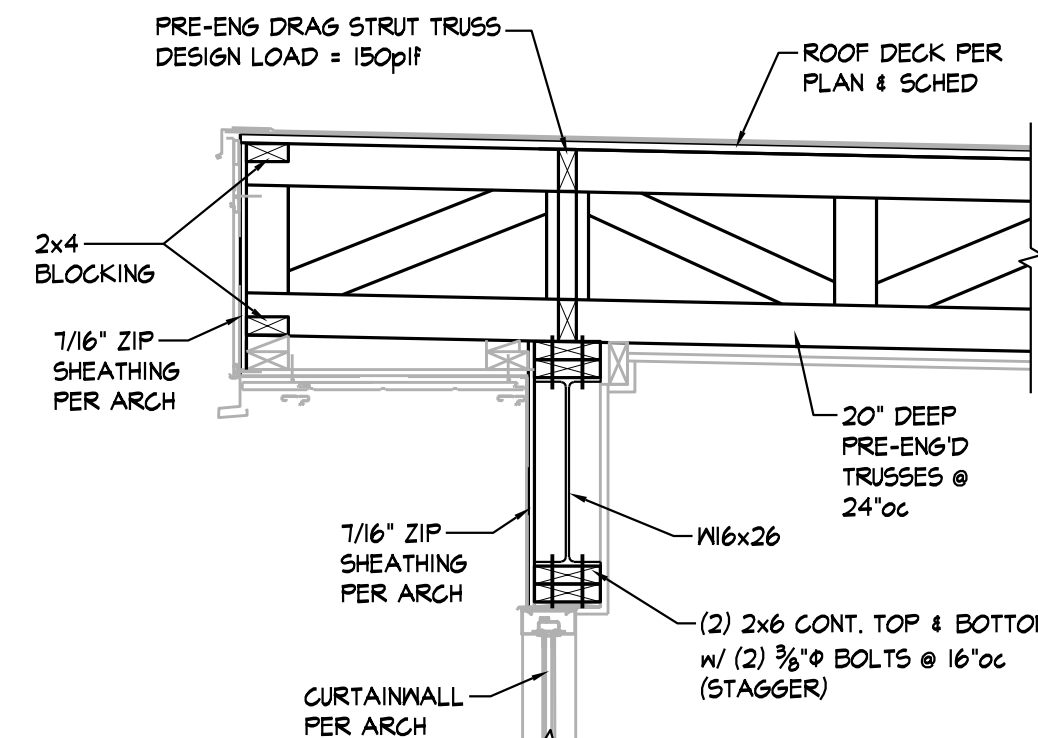 PRE-ENG DRAG STRUT TRUSS
DESIGN LOAD = 150plf
ROOF DECK PER
PLAN & SCHED
2x4
BLOCKING
7/16" ZIP
SHEATHING
PER ARCH
20" DEEP
PRE-ENG'D
TRUSSES @
24"oc
7/16" ZIP
SHEATHING
PER ARCH
W16x26
(2) 2x6 CONT. TOP & BOTTO
w/ (2) 3/8"Φ BOLTS @ 16"oc
(STAGGER)
CURTAINWALL
PER ARCH